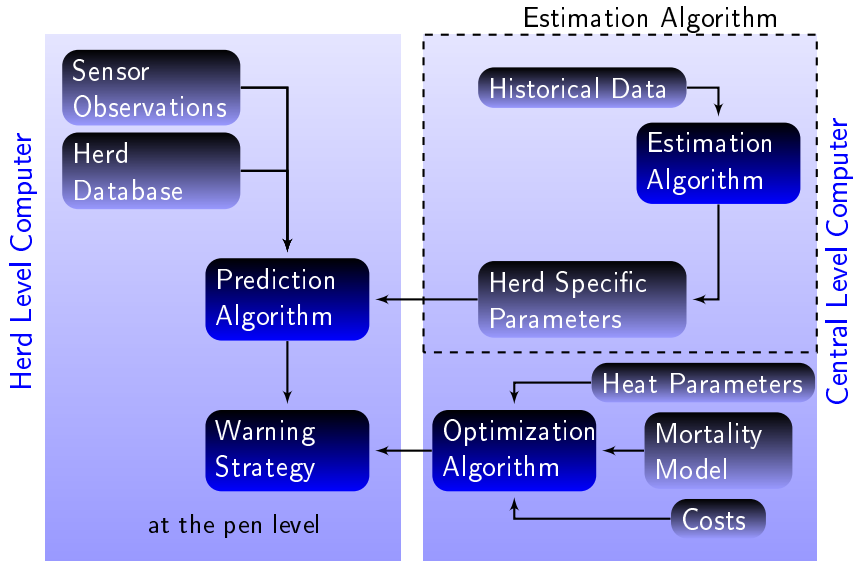 Estimation Algorithm
Herd Level Computer
Sensor
Observations
Herd
Database
Prediction
Algorithm
Warning
Strategy
at the pen level
Historical Data
Estimation
Algorithm
Herd Specific
Parameters
Heat Parameters
Optimization
Algorithm
Mortality
Model
Costs
Central Level Computer